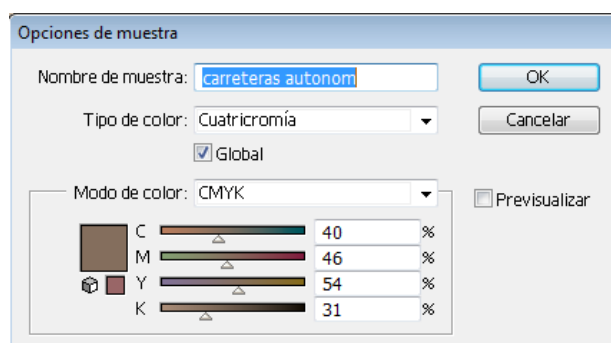 Opciones de muestra
Nombre de muestra: carreteras autonom OK
Tipo de color: Cuatricromía Cancelar
Global
Modo de color: CMYK Previsualizar
C 40 %
M 46 %
Y 54 %
K 31 %